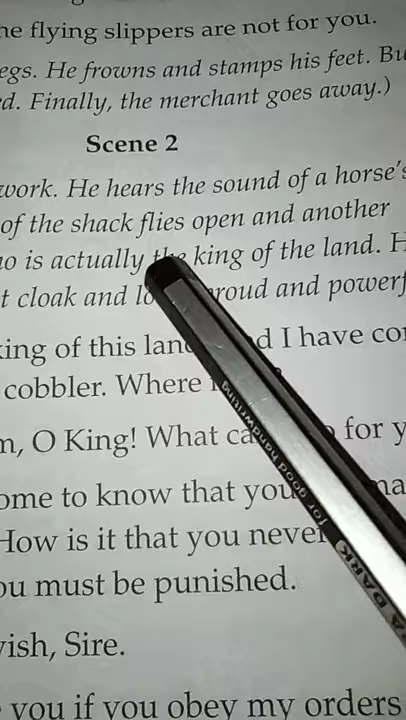 he flying slippers are not for you.
egs. He frowns and stamps his feet. Bu
d. Finally, the merchant goes away.)
Scene 2
work. He hears the sound of a horse's
of the shack flies open and another
o is actually the king of the land. H
t cloak and lo roud and powerf
king of this lan d I have co
cobbler. Where
m, O King! What ca for y
ome to know that you ma
How is it that you never
ou must be punished.
wish, Sire.
you if you obey my orders
for good handwriting
A DARK